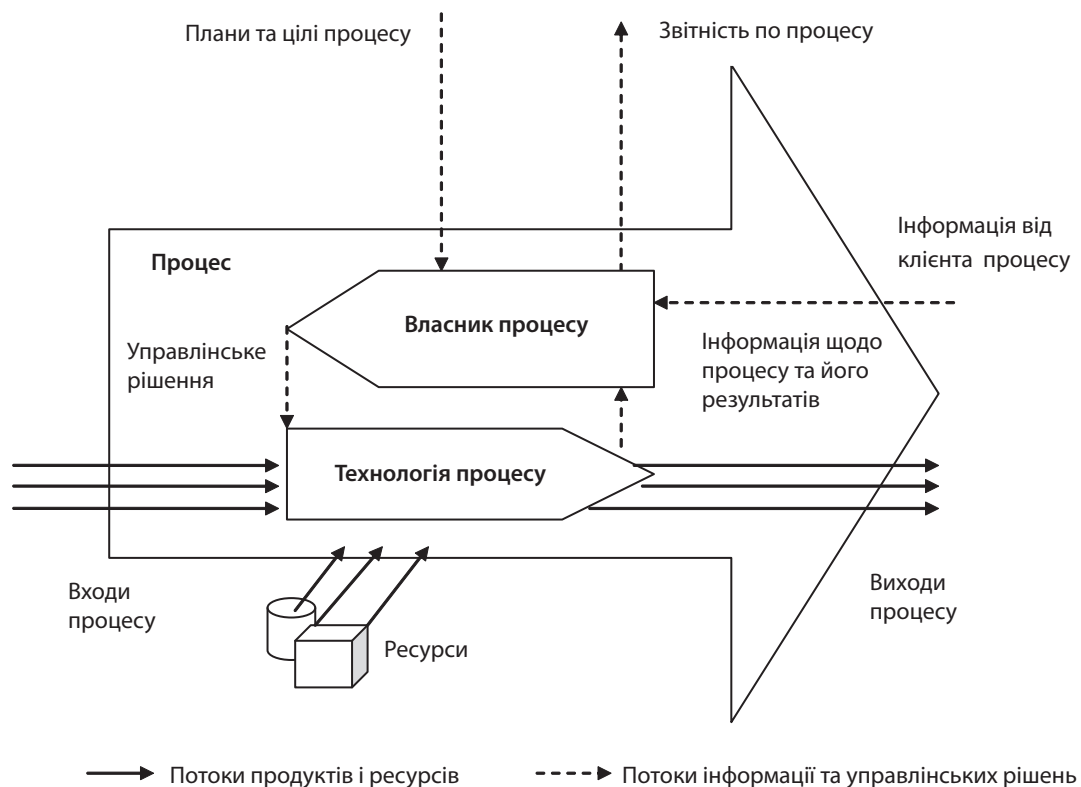 Плани та цілі процесу
Звітність по процесу
Інформація від
клієнта процесу
Процес
Власник процесу
Управлінське
рішення
Інформація щодо
процесу та його
результатів
Технологія процесу
Входи
процесу
Виходи
процесу
Ресурси
Потоки продуктів і ресурсів
Потоки інформації та управлінських рішень